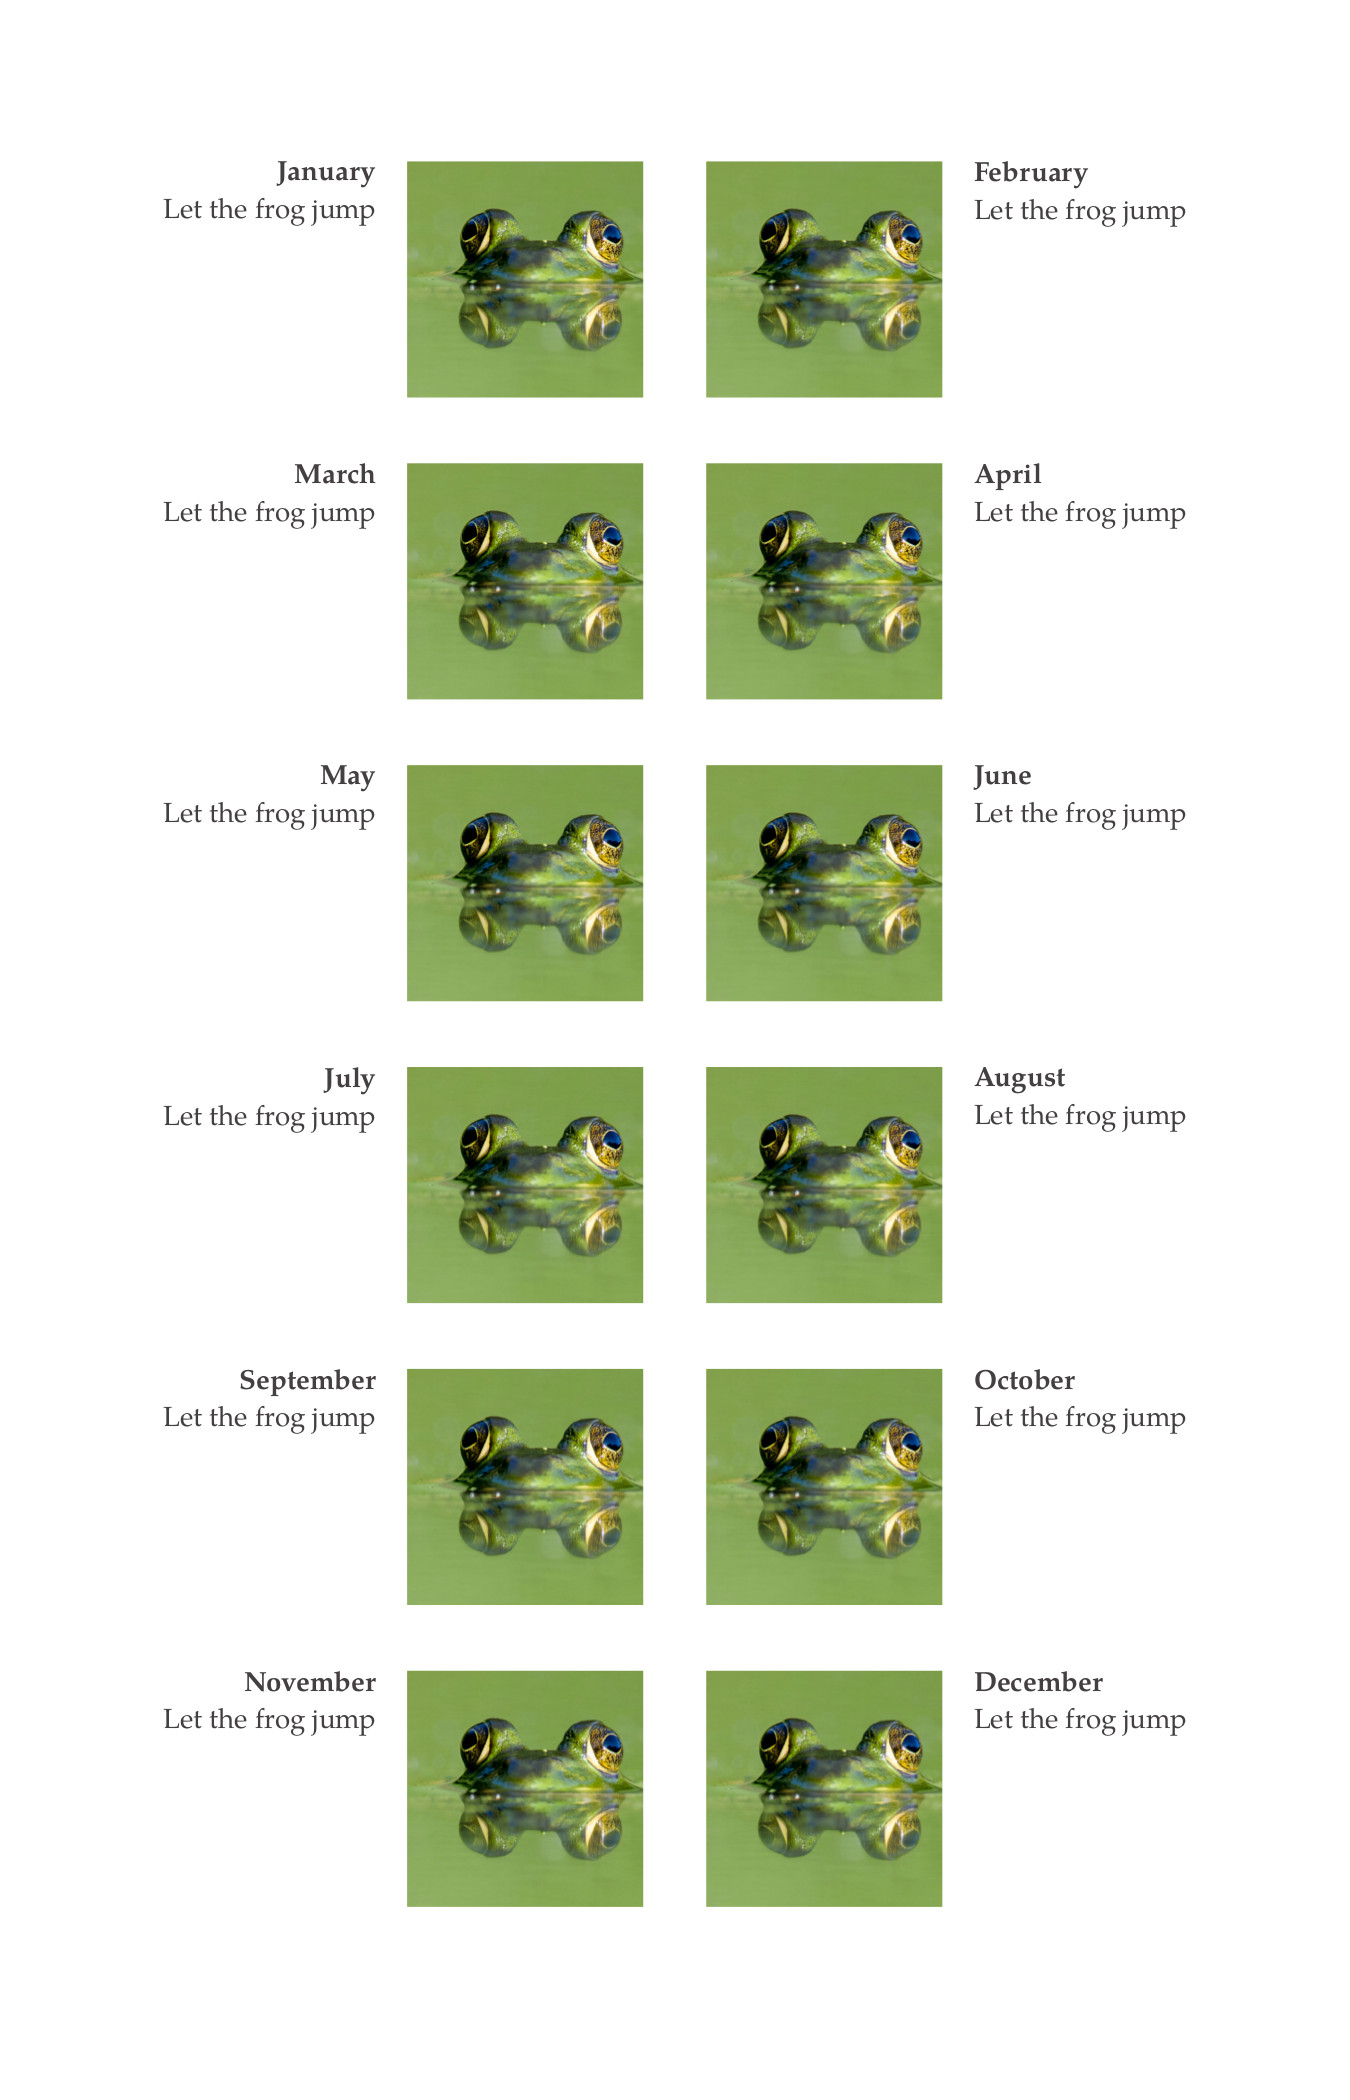 January
Let the frog jump
February
Let the frog jump
March
Let the frog jump
April
Let the frog jump
May
Let the frog jump
June
Let the frog jump
July
Let the frog jump
August
Let the frog jump
September
Let the frog jump
October
Let the frog jump
November
Let the frog jump
December
Let the frog jump